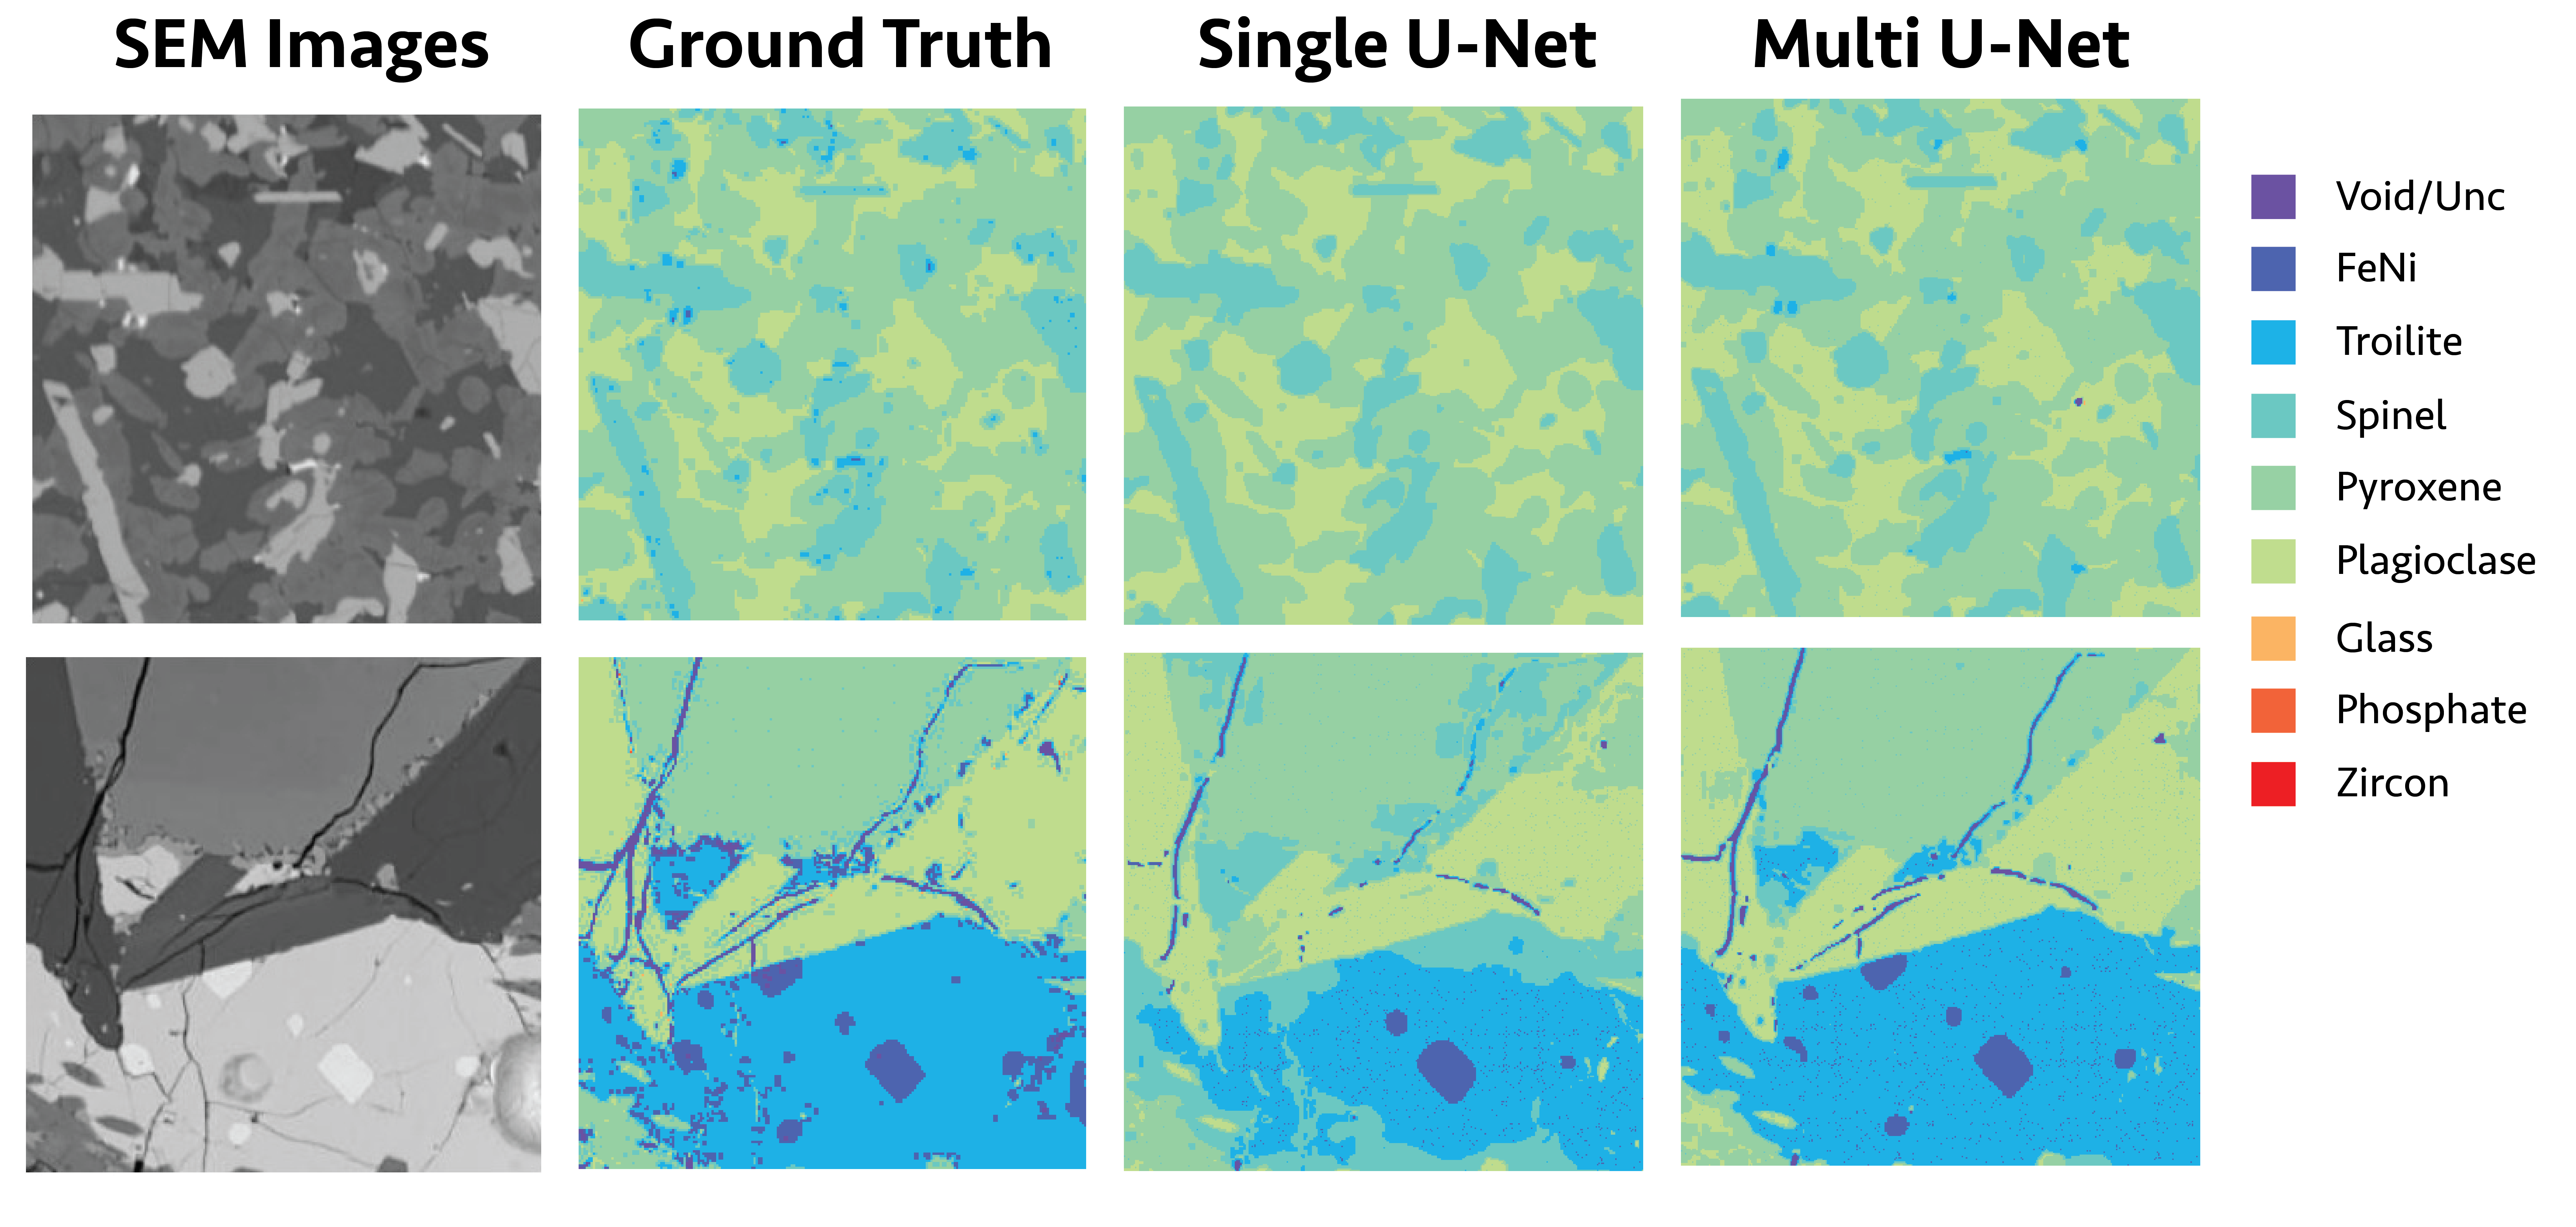 SEM Images
Ground Truth
Single U-Net
Multi U-Net
Void/Unc
FeNi
Troilite
Spinel
Pyroxene
Plagioclase
Glass
Phosphate
Zircon